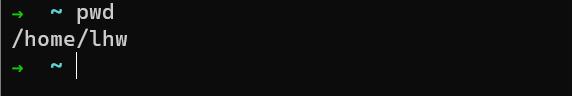 → ~ pwd
/home/lhw
→ ~